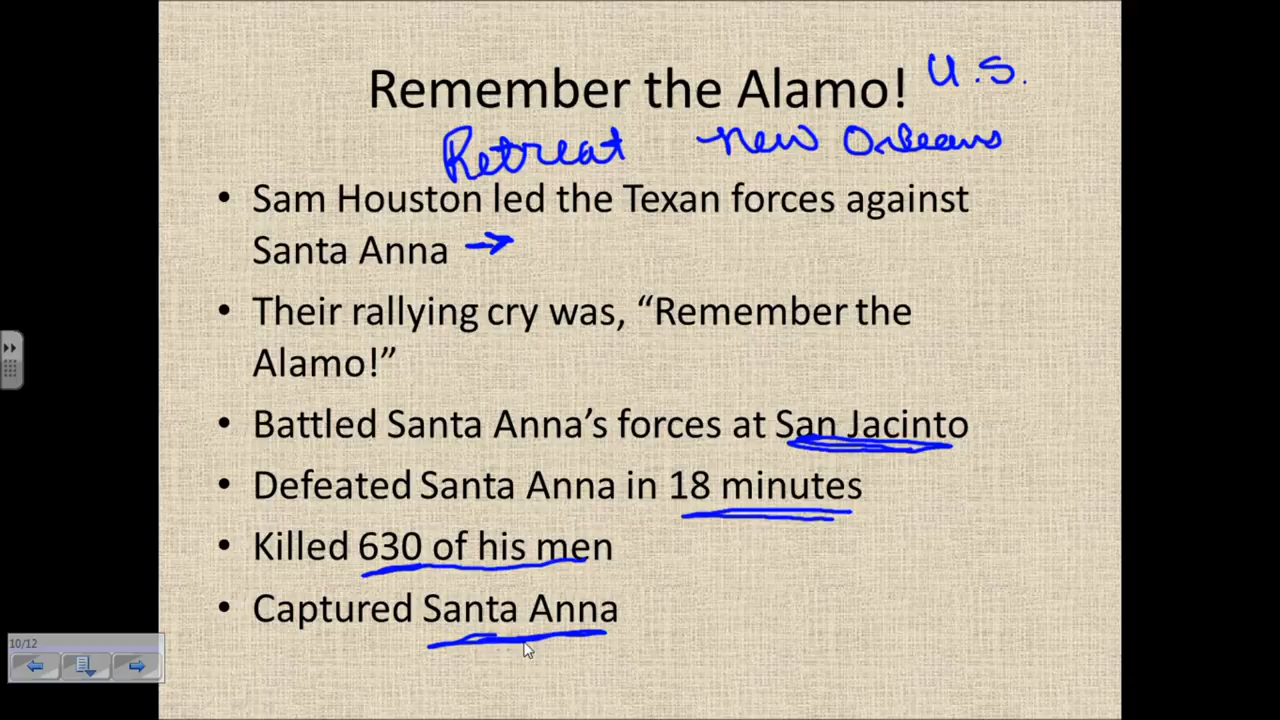 Remember the Alamo! U.S.
Retreat New Orleans
• Sam Houston led the Texan forces against
Santa Anna →
• Their rallying cry was, “Remember the
Alamo!”
• Battled Santa Anna’s forces at San Jacinto
• Defeated Santa Anna in 18 minutes
• Killed 630 of his men
• Captured Santa Anna
10/12